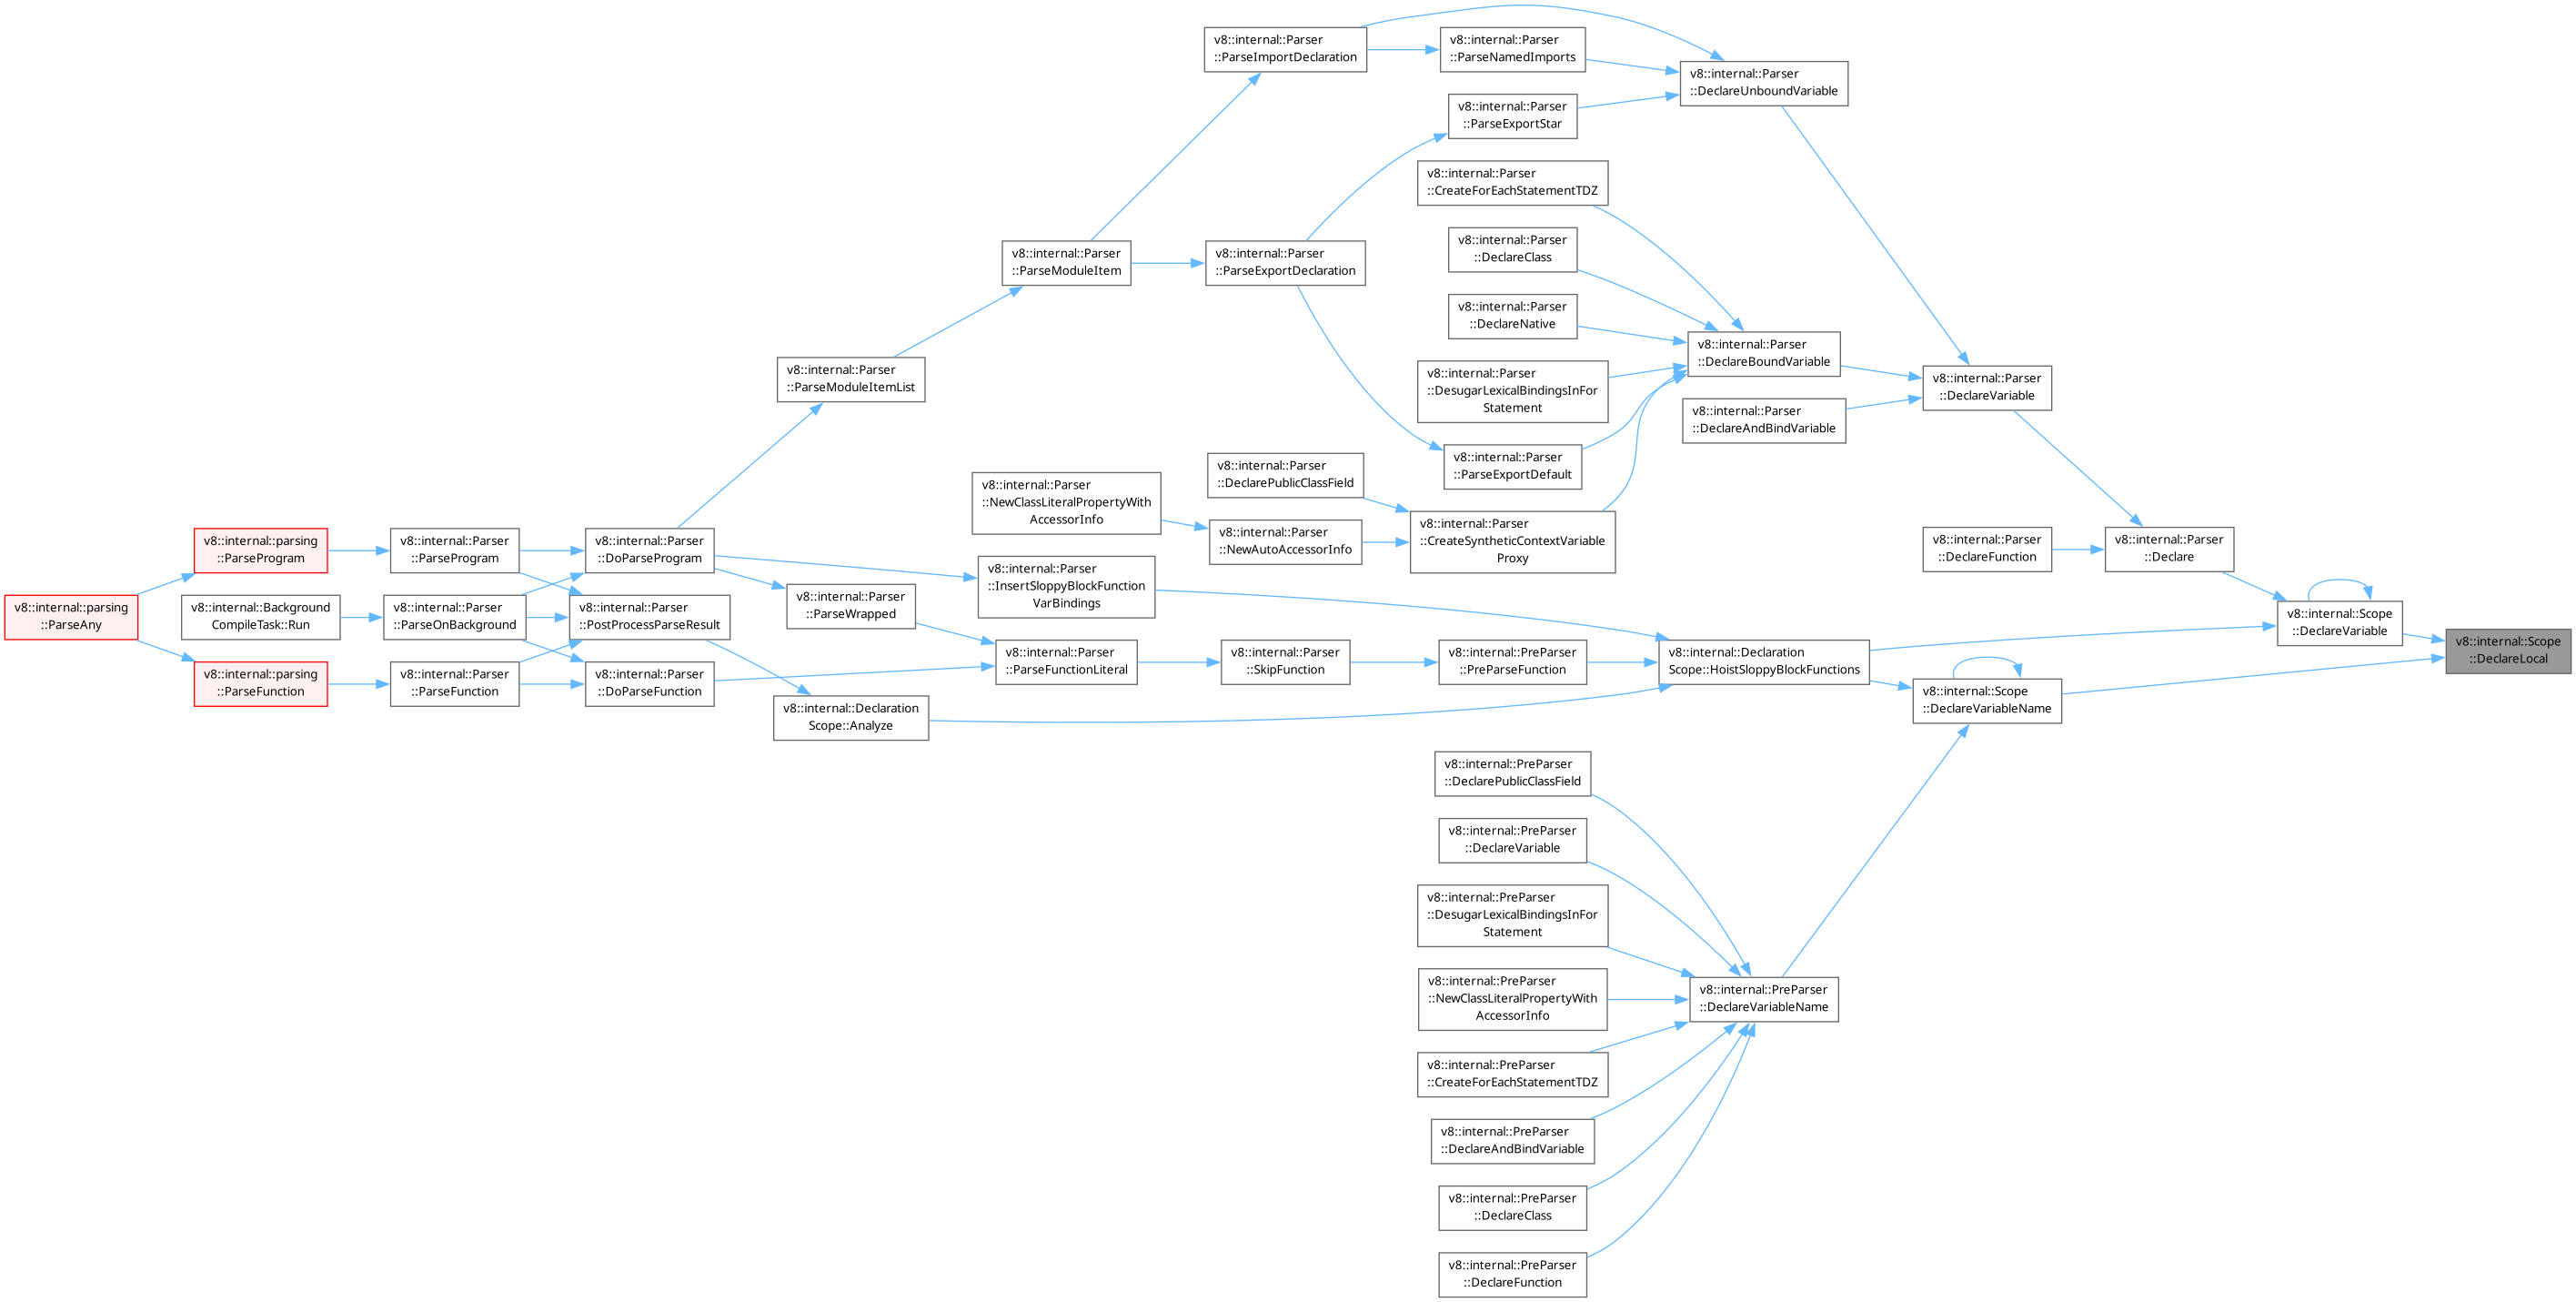 v8::internal::Parser
::ParseImportDeclaration
v8::internal::Parser
::ParseNamedImports
v8::internal::Parser
::DeclareUnboundVariable
v8::internal::Parser
::ParseExportStar
v8::internal::Parser
::CreateForEachStatementTDZ
v8::internal::Parser
::DeclareClass
v8::internal::Parser
::ParseModuleItem
v8::internal::Parser
::ParseExportDeclaration
v8::internal::Parser
::DeclareNative
v8::internal::Parser
::DeclareBoundVariable
v8::internal::Parser
::ParseModuleItemList
v8::internal::Parser
::DesugarLexicalBindingsInFor
Statement
v8::internal::Parser
::DeclareVariable
v8::internal::Parser
::DeclareAndBindVariable
v8::internal::Parser
::ParseExportDefault
v8::internal::Parser
::DeclarePublicClassField
v8::internal::Parser
::NewClassLiteralPropertyWith
AccessorInfo
v8::internal::Parser
::NewAutoAccessorInfo
v8::internal::Parser
::CreateSyntheticContextVariable
Proxy
v8::internal::parsing
::ParseProgram
v8::internal::Parser
::ParseProgram
v8::internal::Parser
::DoParseProgram
v8::internal::Parser
::DeclareFunction
v8::internal::Parser
::Declare
v8::internal::Parser
::InsertSloppyBlockFunction
VarBindings
v8::internal::Parser
::ParseWrapped
v8::internal::parsing
::ParseAny
v8::internal::Background
CompileTask::Run
v8::internal::Parser
::ParseOnBackground
v8::internal::Parser
::PostProcessParseResult
v8::internal::Scope
::DeclareVariable
v8::internal::Scope
::DeclareLocal
v8::internal::parsing
::ParseFunction
v8::internal::Parser
::ParseFunction
v8::internal::Parser
::DoParseFunction
v8::internal::Parser
::ParseFunctionLiteral
v8::internal::Parser
::SkipFunction
v8::internal::PreParser
::PreParseFunction
v8::internal::Declaration
Scope::HoistSloppyBlockFunctions
v8::internal::Scope
::DeclareVariableName
v8::internal::Declaration
Scope::Analyze
v8::internal::PreParser
::DeclarePublicClassField
v8::internal::PreParser
::DeclareVariable
v8::internal::PreParser
::DesugarLexicalBindingsInFor
Statement
v8::internal::PreParser
::NewClassLiteralPropertyWith
AccessorInfo
v8::internal::PreParser
::DeclareVariableName
v8::internal::PreParser
::CreateForEachStatementTDZ
v8::internal::PreParser
::DeclareAndBindVariable
v8::internal::PreParser
::DeclareClass
v8::internal::PreParser
::DeclareFunction